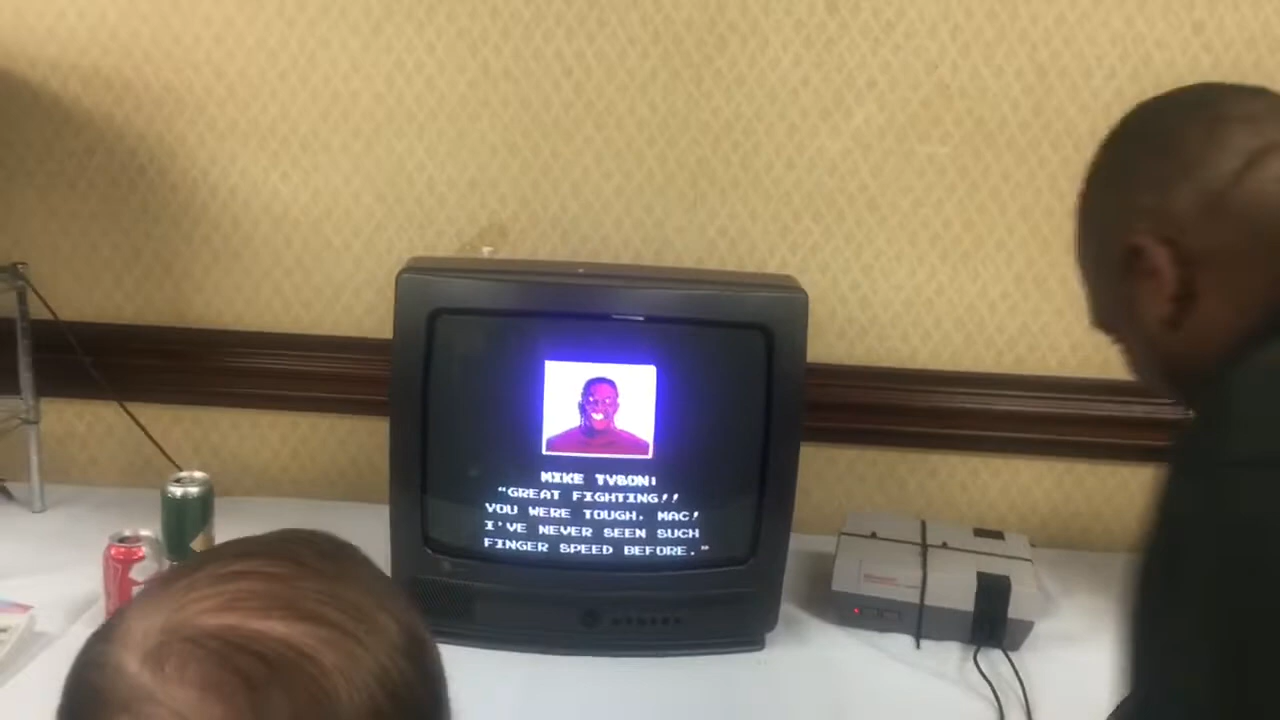 MIKE TYSON:
"GREAT FIGHTING!!
YOU WERE TOUGH, MAC!
I'VE NEVER SEEN SUCH
FINGER SPEED BEFORE."